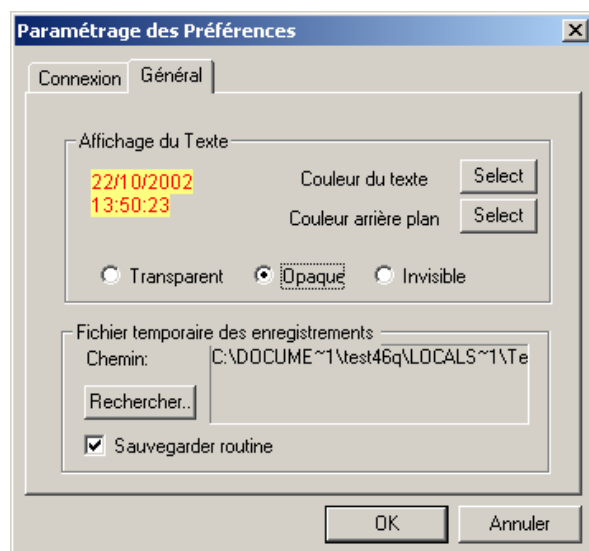 Paramétrage des Préférences
Connexion Général
Affichage du Texte
22/10/2002
13:50:23
Couleur du texte Select
Couleur arrière plan Select
Transparent Opaque Invisible
Fichier temporaire des enregistrements
Chemin: C:\DOCUME~1\test46q\LOCALS~1\Te
Rechercher..
Sauvegarder routine
OK Annuler